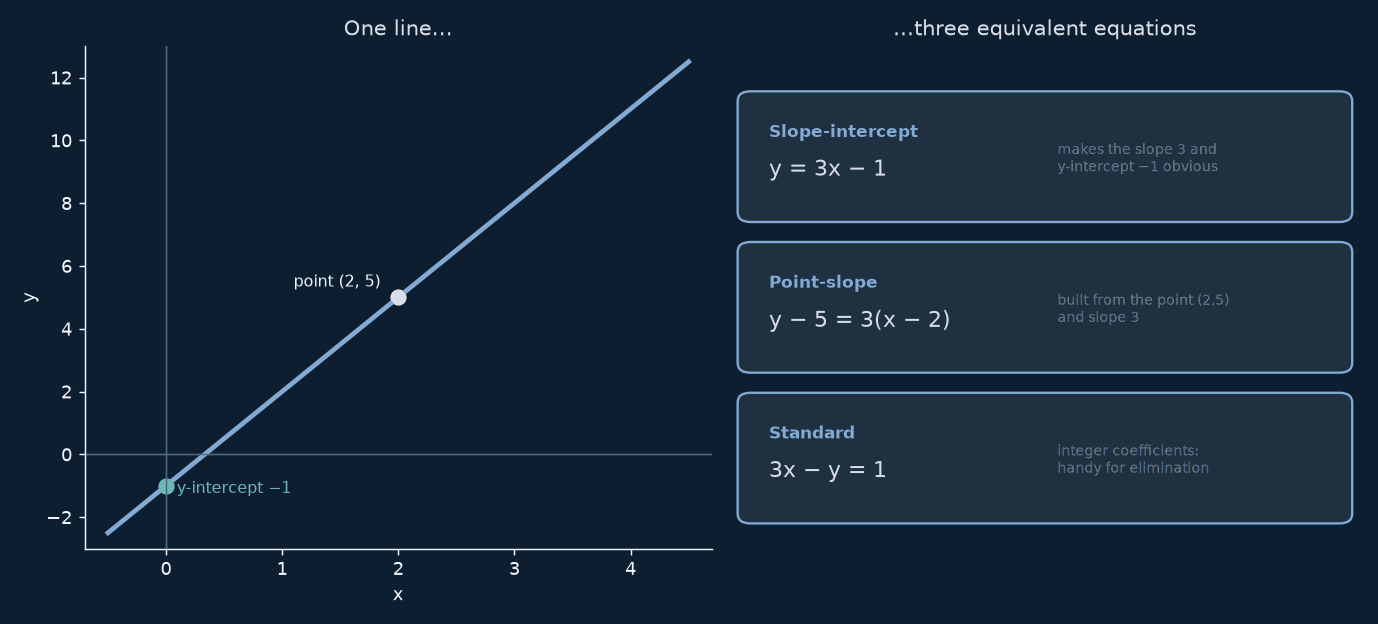 One line...
12
10
8
6
4
2
0
−2
y
point (2, 5)
y-intercept −1
0 1 2 3 4
x
...three equivalent equations
Slope-intercept
y = 3x − 1
makes the slope 3 and
y-intercept −1 obvious
Point-slope
y − 5 = 3(x − 2)
built from the point (2,5)
and slope 3
Standard
3x − y = 1
integer coefficients;
handy for elimination